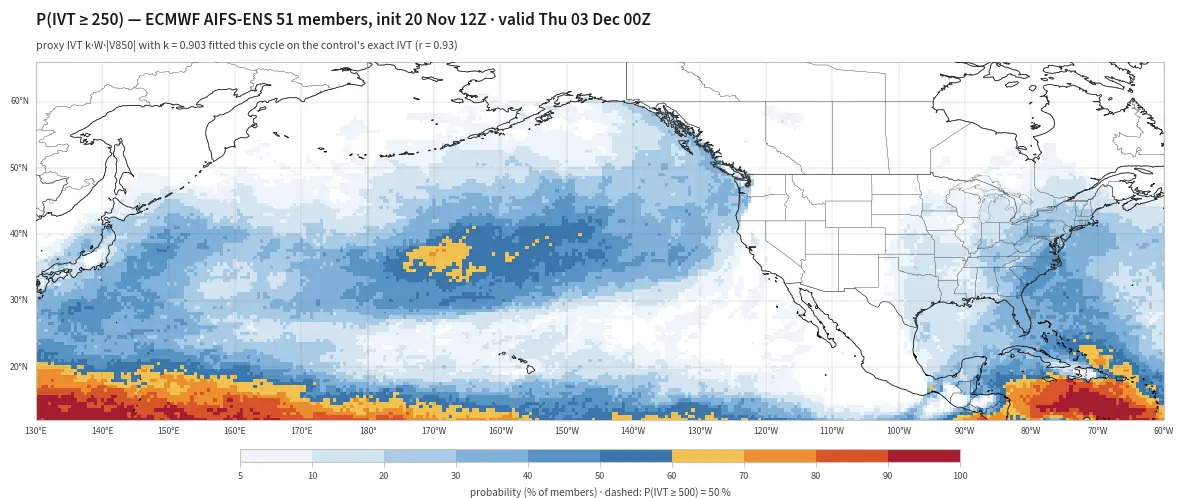 P(IVT ≥ 250) — ECMWF AIFS-ENS 51 members, init 20 Nov 12Z · valid Thu 03 Dec 00Z
proxy IVT k·W·|V850| with k = 0.903 fitted this cycle on the control's exact IVT (r = 0.93)
60°N
50°N
40°N
30°N
20°N
130°E 140°E 150°E 160°E 170°E 180° 170°W 160°W 150°W 140°W 130°W 120°W 110°W 100°W 90°W 80°W 70°W 60°W
5 10 20 30 40 50 60 70 80 90 100
probability (% of members) · dashed: P(IVT ≥ 500) = 50 %